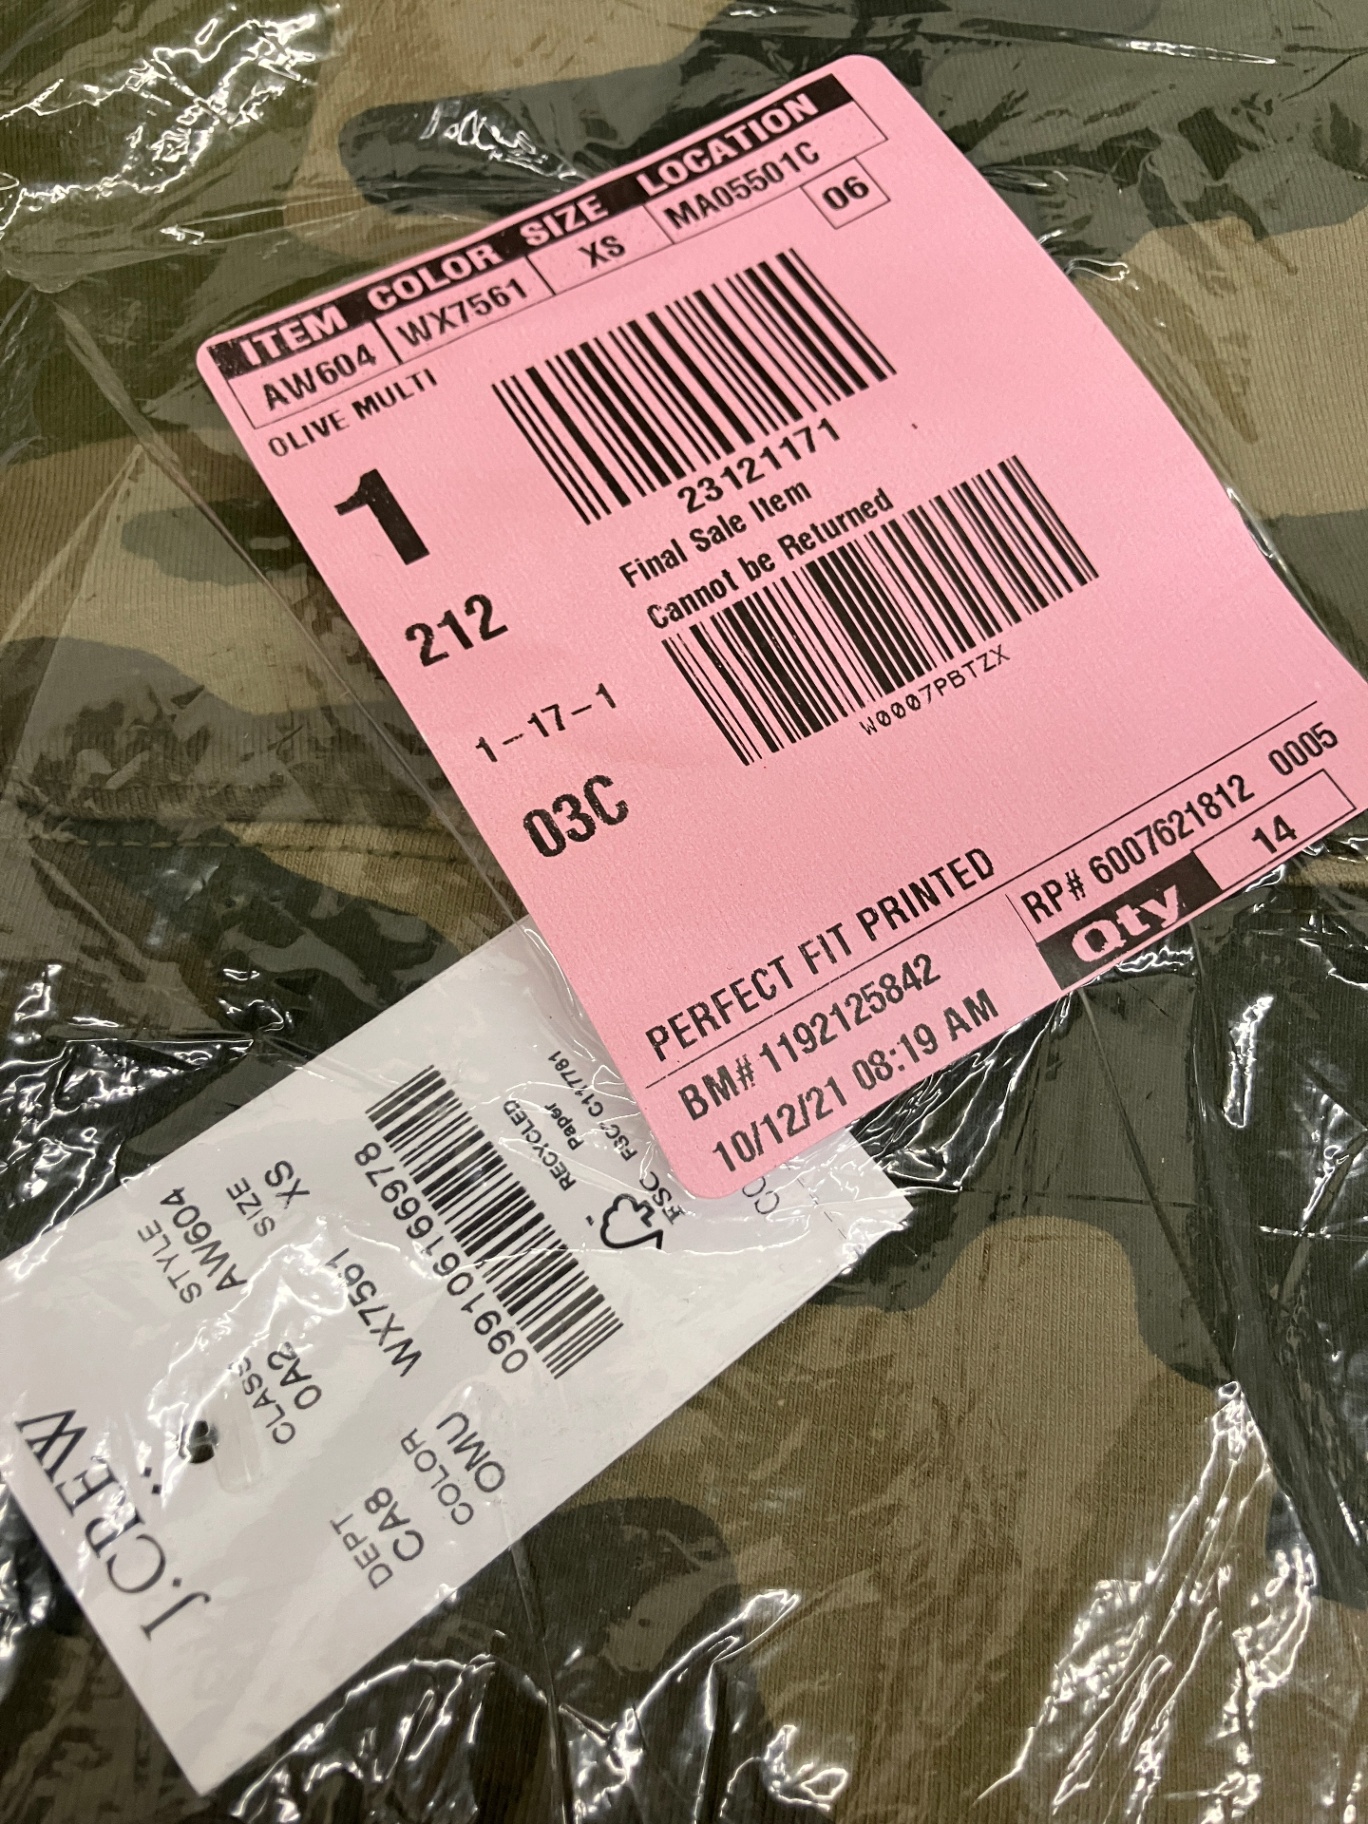 ITEM COLOR SIZE LOCATION
AW604 WX7561 XS MA05501C
06
OLIVE MULTI
1
23121171
Final Sale Item
Cannot be Returned
212
1-17-1
W0007PBTZX
03C
PERFECT FIT PRINTED
RP# 6007621812 0005
BM# 1192125842
Qty 14
10/12/21 08:19 AM
J.CREW
STYLE
AW604
SIZE
XS
CLASS
0A2
WX7561
DEPT
CA8
COLOR
OMU
099106166978
RECYCLED
Paper
FSC